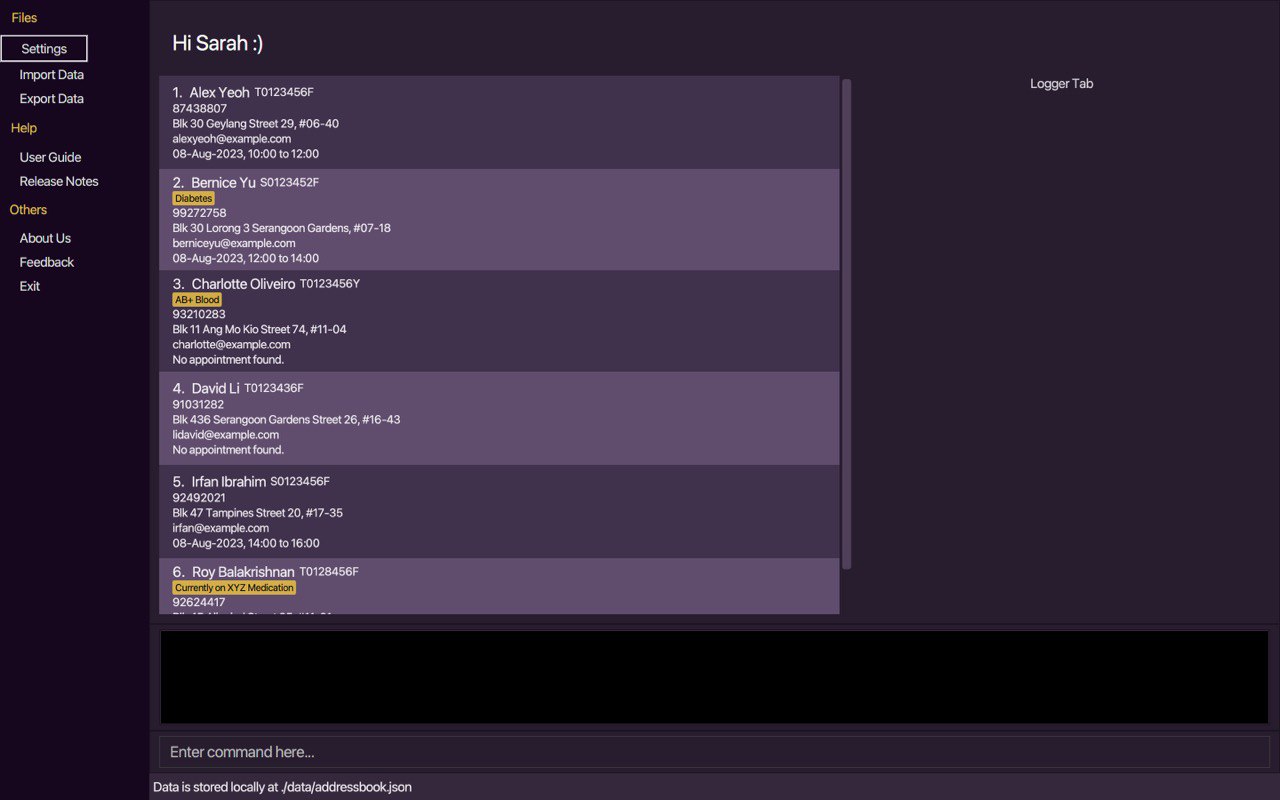 Files
Settings
Import Data
Export Data
Help
User Guide
Release Notes
Others
About Us
Feedback
Exit
Hi Sarah :)
1. Alex Yeoh T0123456F
87438807
Blk 30 Geylang Street 29, #06-40
alexyeoh@example.com
08-Aug-2023, 10:00 to 12:00
2. Bernice Yu S0123452F
Diabetes
99272758
Blk 30 Lorong 3 Serangoon Gardens, #07-18
berniceyu@example.com
08-Aug-2023, 12:00 to 14:00
3. Charlotte Oliveiro T0123456Y
AB+ Blood
93210283
Blk 11 Ang Mo Kio Street 74, #11-04
charlotte@example.com
No appointment found.
4. David Li T0123436F
91031282
Blk 436 Serangoon Gardens Street 26, #16-43
lidavid@example.com
No appointment found.
5. Irfan Ibrahim S0123456F
92492021
Blk 47 Tampines Street 20, #17-35
irfan@example.com
08-Aug-2023, 14:00 to 16:00
6. Roy Balakrishnan T0128456F
Currently on XYZ Medication
92624417
Logger Tab
Enter command here...
Data is stored locally at ./data/addressbook.json